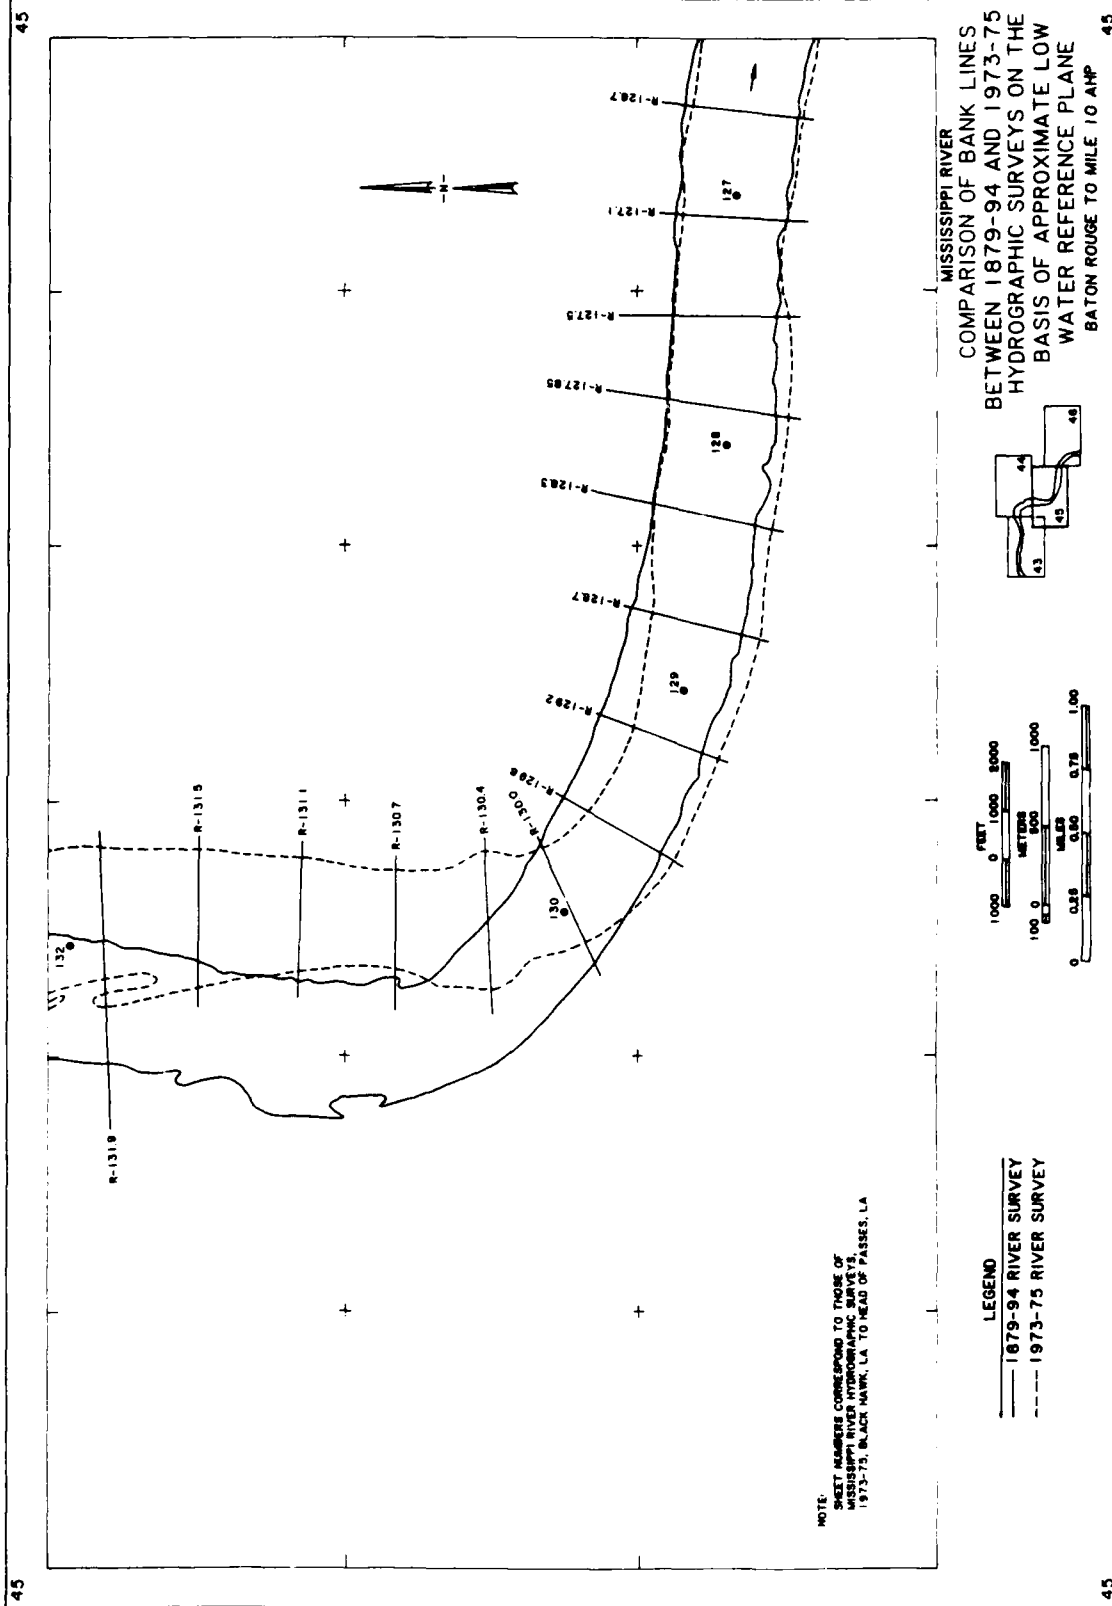 45
45
R-131.9
132
R-131.5
R-131.1
R-130.7
R-130.4
R-130.0
130
R-129.8
R-129.2
129
R-128.7
R-128.3
128
R-127.85
R-127.5
R-127.1
127
R-126.7
N
NOTE:
SHEET NUMBERS CORRESPOND TO THOSE OF
MISSISSIPPI RIVER HYDROGRAPHIC SURVEYS,
1973-75, BLACK HAWK, LA TO HEAD OF PASSES, LA
LEGEND
1879-94 RIVER SURVEY
1973-75 RIVER SURVEY
FEET
1000 0 1000 2000
METERS
100 0 500 1000
MILES
0 0.25 0.50 0.75 1.00
43
44
45
46
MISSISSIPPI RIVER
COMPARISON OF BANK LINES
BETWEEN 1879-94 AND 1973-75
HYDROGRAPHIC SURVEYS ON THE
BASIS OF APPROXIMATE LOW
WATER REFERENCE PLANE
BATON ROUGE TO MILE 10 AHP
45
45